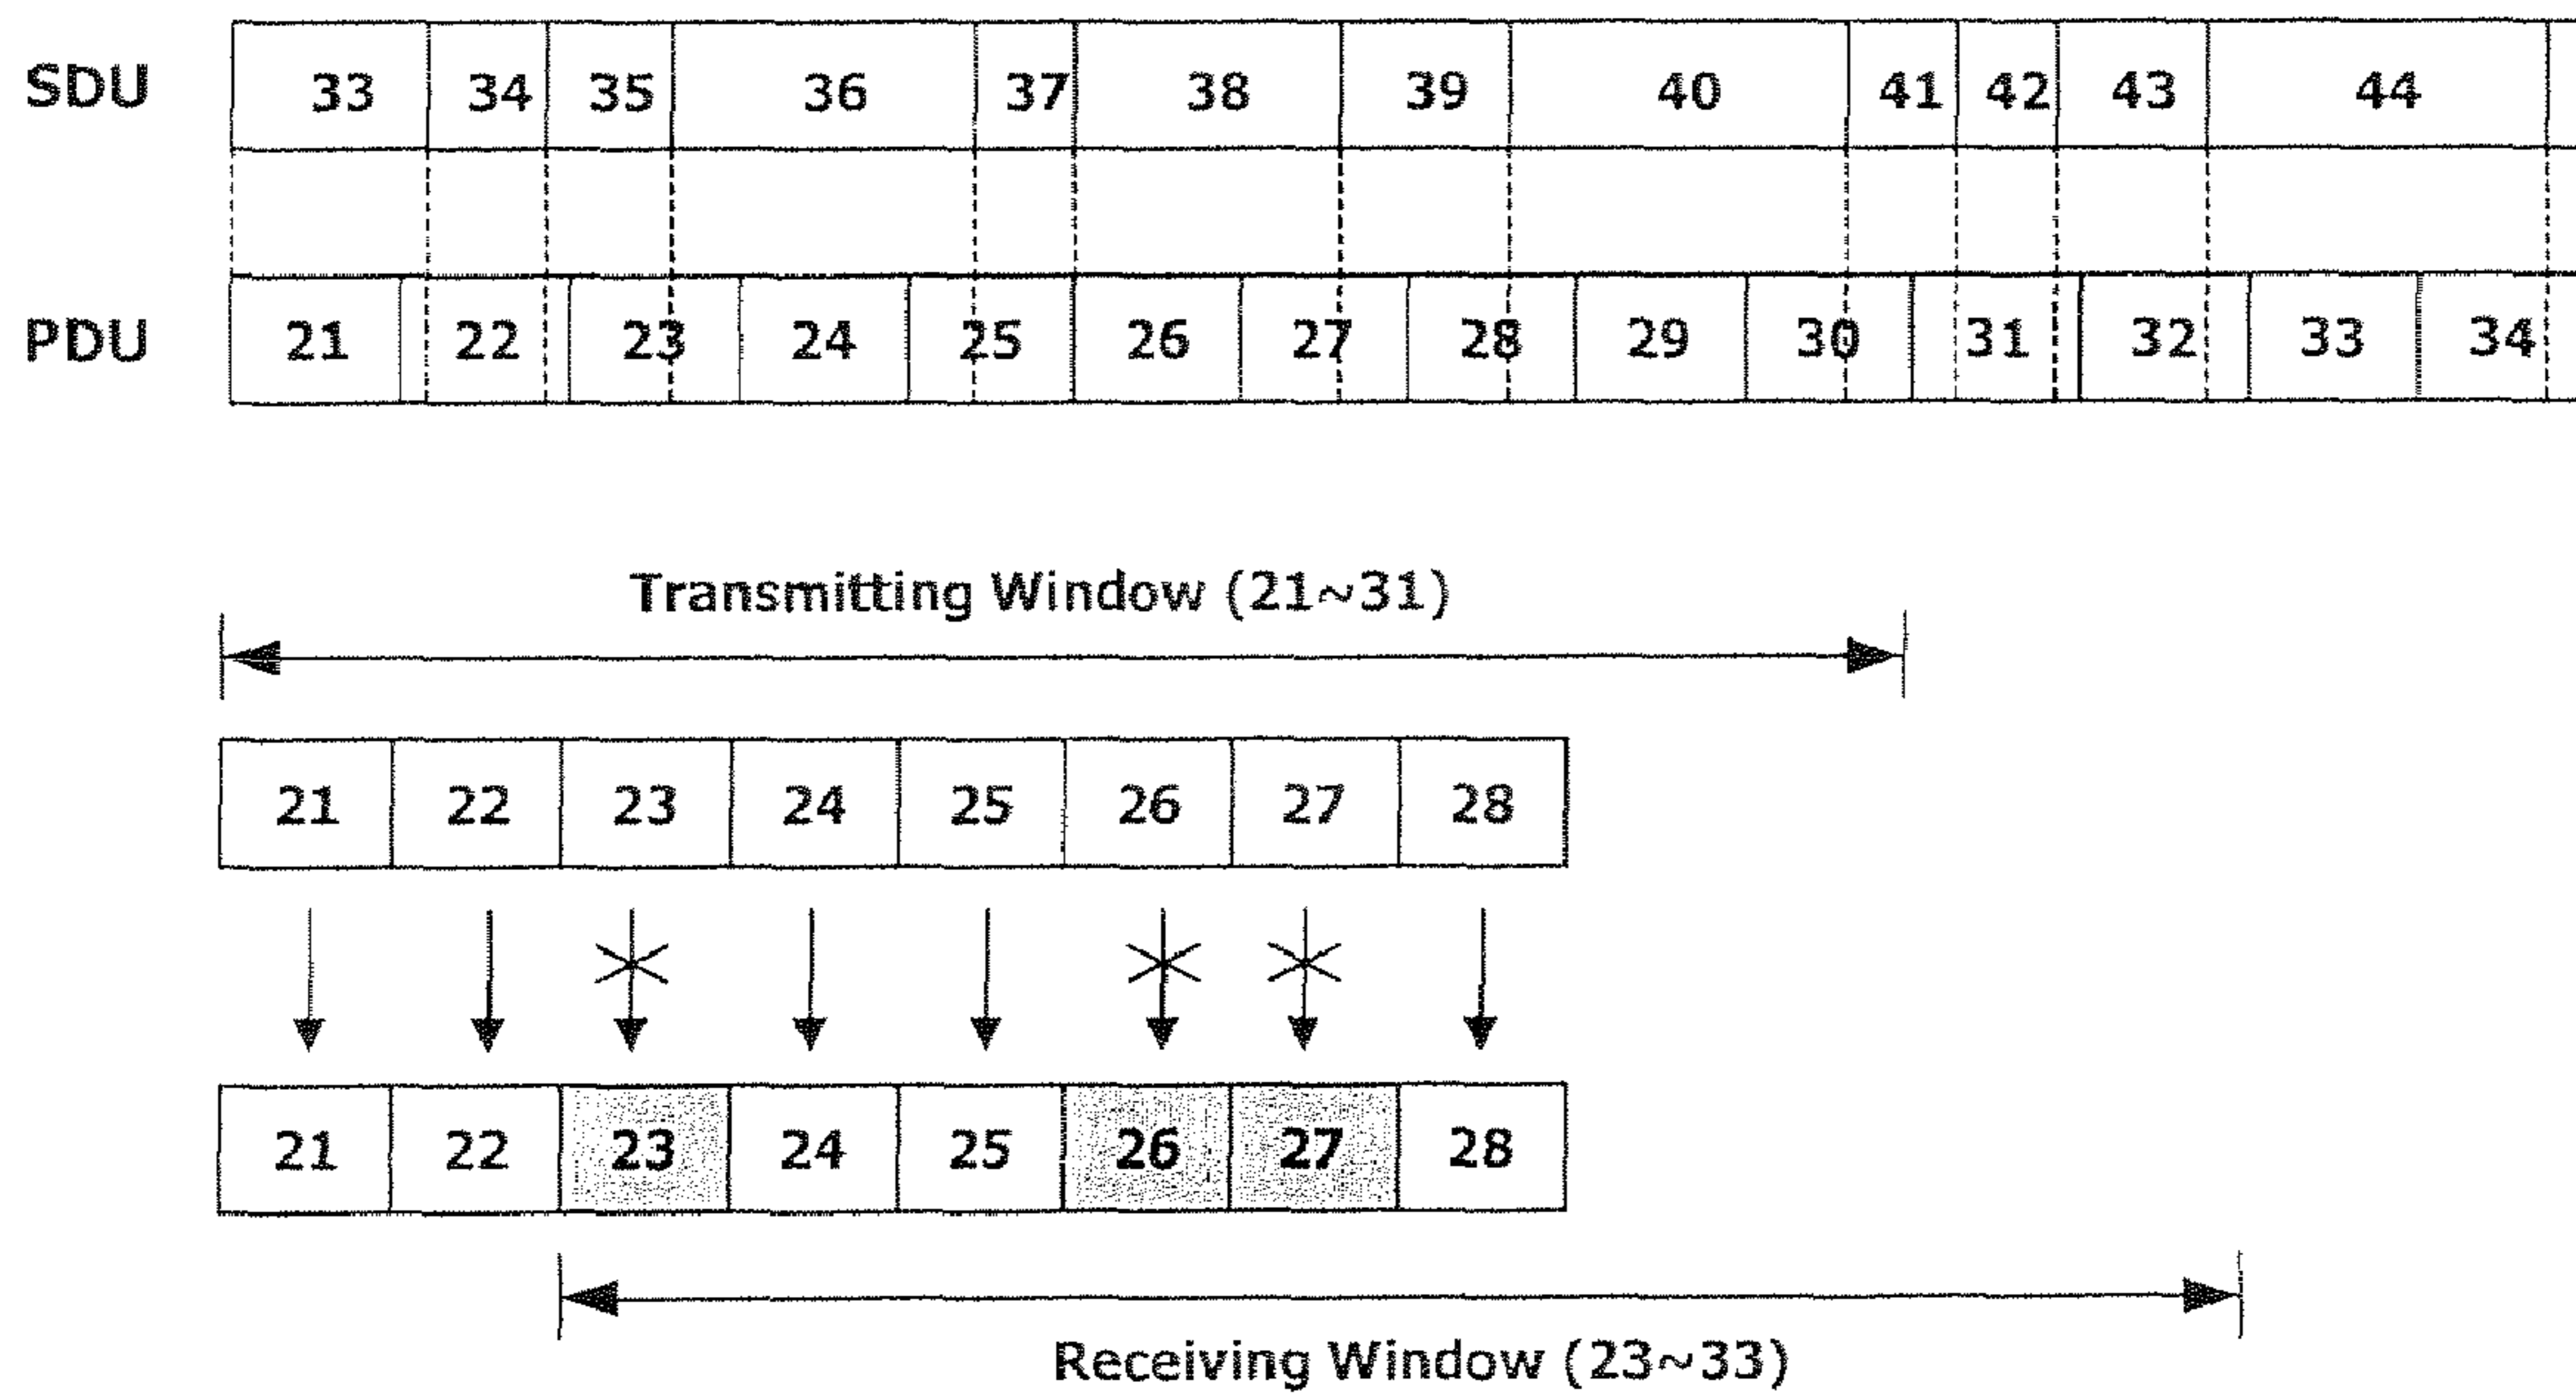 SDU 33 34 35 36 37 38 39 40 41 42 43 44
PDU 21 22 23 24 25 26 27 28 29 30 31 32 33 34
Transmitting Window (21~31)
21 22 23 24 25 26 27 28
21 22 23 24 25 26 27 28
Receiving Window (23~33)